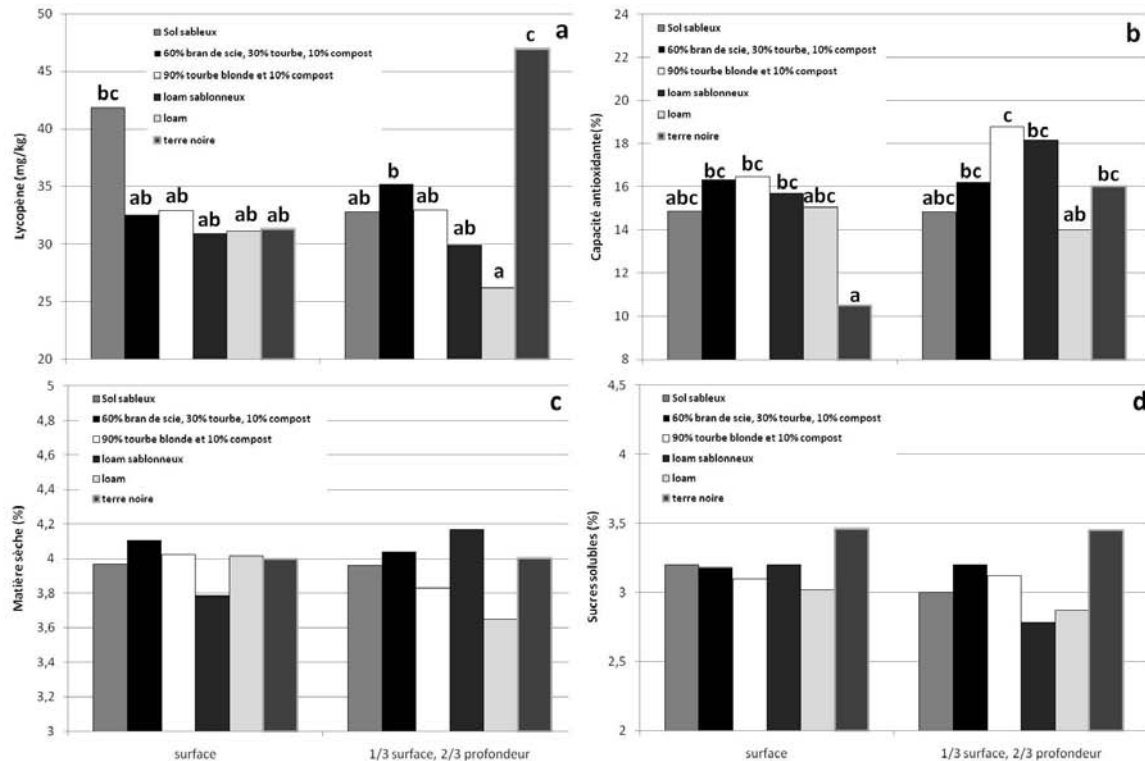 a
Lycopène (mg/kg)
50
45
40
35
30
25
20
Sol sableux
60% bran de scie, 30% tourbe, 10% compost
90% tourbe blonde et 10% compost
loam sablonneux
loam
terre noire
bc
ab
ab
ab
ab
ab
ab
b
ab
ab
a
c
b
Capacité antioxidante(%)
24
22
20
18
16
14
12
10
8
Sol sableux
60% bran de scie, 30% tourbe, 10% compost
90% tourbe blonde et 10% compost
loam sablonneux
loam
terre noire
abc
bc
bc
bc
abc
a
abc
bc
c
bc
ab
bc
c
Matière sèche (%)
5
4,8
4,6
4,4
4,2
4
3,8
3,6
3,4
3,2
3
Sol sableux
60% bran de scie, 30% tourbe, 10% compost
90% tourbe blonde et 10% compost
loam sablonneux
loam
terre noire
surface
1/3 surface, 2/3 profondeur
d
Sucres solubles (%)
4,5
4
3,5
3
2,5
2
Sol sableux
60% bran de scie, 30% tourbe, 10% compost
90% tourbe blonde et 10% compost
loam sablonneux
loam
terre noire
surface
1/3 surface, 2/3 profondeur